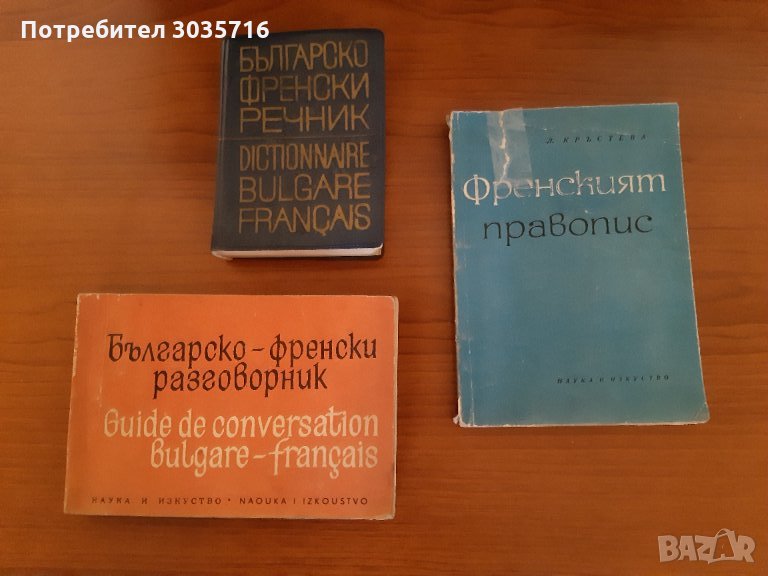 Потребител 3035716
БЪЛГАРСКО
ФРЕНСКИ
РЕЧНИК
DICTIONNAIRE
BULGARE
FRANÇAIS
Л. КРЪСТЕВА
Френският
правопис
НАУКА И ИЗКУСТВО
Българско-френски
разговорник
Guide de conversation
bulgare-français
НАУКА И ИЗКУСТВО • NAOUKA I IZKOUSTVO
BAZAR